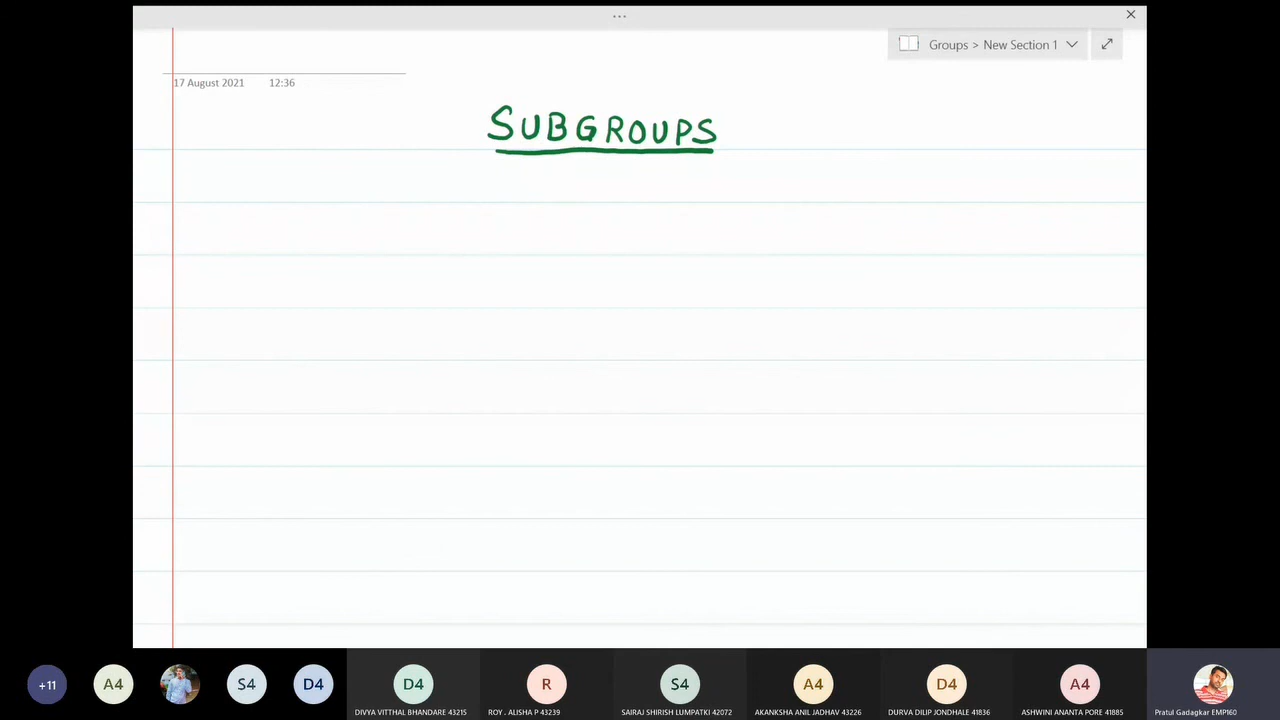 Groups > New Section 1
17 August 2021 12:36
SUBGROUPS
+11 A4 S4 D4 D4 R S4 A4 D4 A4
DIVYA VITTHAL BHANDARE 43215 ROY . ALISHA P 43239 SAIRAJ SHIRISH LUMPATKI 42072 AKANKSHA ANIL JADHAV 43226 DURVA DILIP JONDHALE 41836 ASHWINI ANANTA PORE 41885 Pratul Gadagkar EMP160